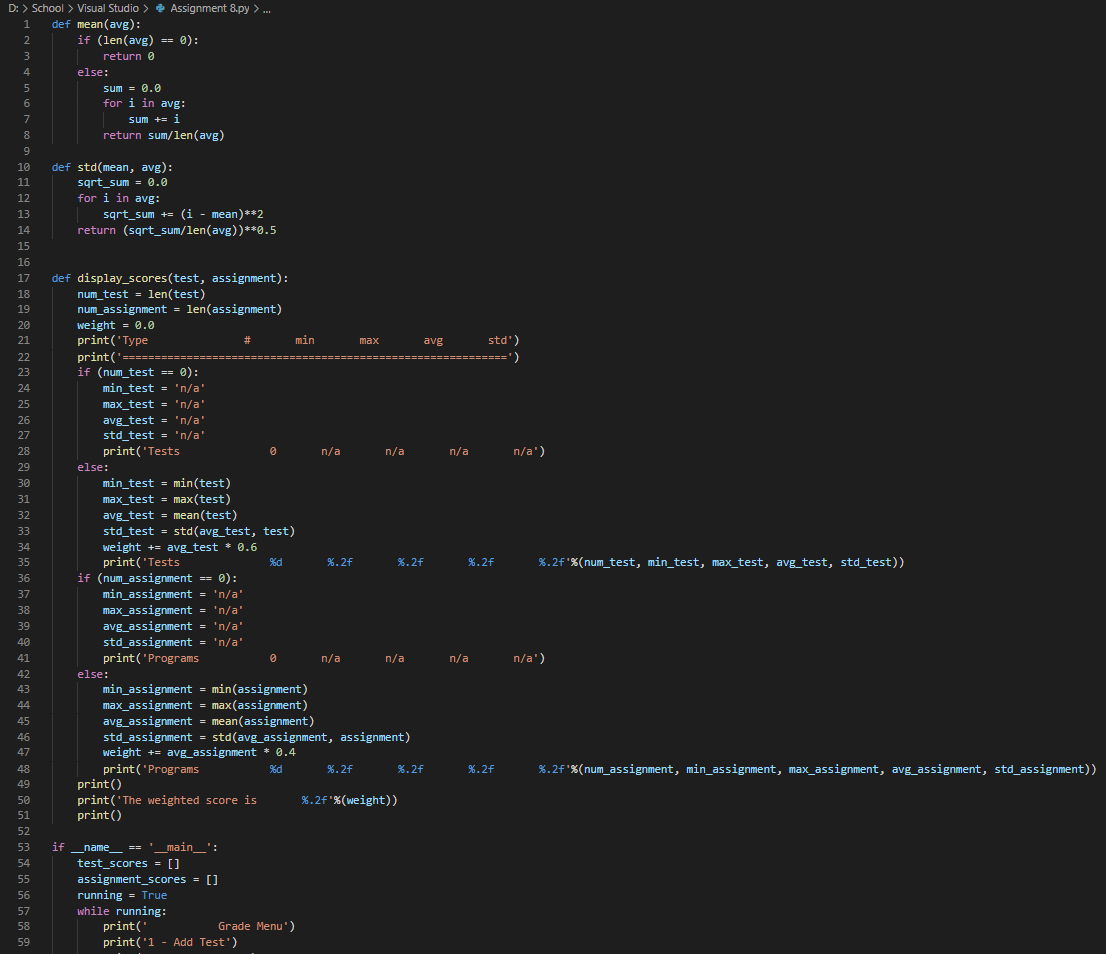 D: > School > Visual Studio > Assignment 8.py > ...
1 def mean(avg):
2     if (len(avg) == 0):
3         return 0
4     else:
5         sum = 0.0
6         for i in avg:
7             sum += i
8         return sum/len(avg)
9
10 def std(mean, avg):
11     sqrt_sum = 0.0
12     for i in avg:
13         sqrt_sum += (i - mean)**2
14     return (sqrt_sum/len(avg))**0.5
15
16
17 def display_scores(test, assignment):
18     num_test = len(test)
19     num_assignment = len(assignment)
20     weight = 0.0
21     print('Type               #       min       max       avg       std')
22     print('============================================================')
23     if (num_test == 0):
24         min_test = 'n/a'
25         max_test = 'n/a'
26         avg_test = 'n/a'
27         std_test = 'n/a'
28         print('Tests              0       n/a       n/a       n/a       n/a')
29     else:
30         min_test = min(test)
31         max_test = max(test)
32         avg_test = mean(test)
33         std_test = std(avg_test, test)
34         weight += avg_test * 0.6
35         print('Tests              %d       %.2f       %.2f       %.2f       %.2f'%(num_test, min_test, max_test, avg_test, std_test))
36     if (num_assignment == 0):
37         min_assignment = 'n/a'
38         max_assignment = 'n/a'
39         avg_assignment = 'n/a'
40         std_assignment = 'n/a'
41         print('Programs           0       n/a       n/a       n/a       n/a')
42     else:
43         min_assignment = min(assignment)
44         max_assignment = max(assignment)
45         avg_assignment = mean(assignment)
46         std_assignment = std(avg_assignment, assignment)
47         weight += avg_assignment * 0.4
48         print('Programs           %d       %.2f       %.2f       %.2f       %.2f'%(num_assignment, min_assignment, max_assignment, avg_assignment, std_assignment))
49     print()
50     print('The weighted score is       %.2f'%(weight))
51     print()
52
53 if __name__ == '__main__':
54     test_scores = []
55     assignment_scores = []
56     running = True
57     while running:
58         print('           Grade Menu')
59         print('1 - Add Test')